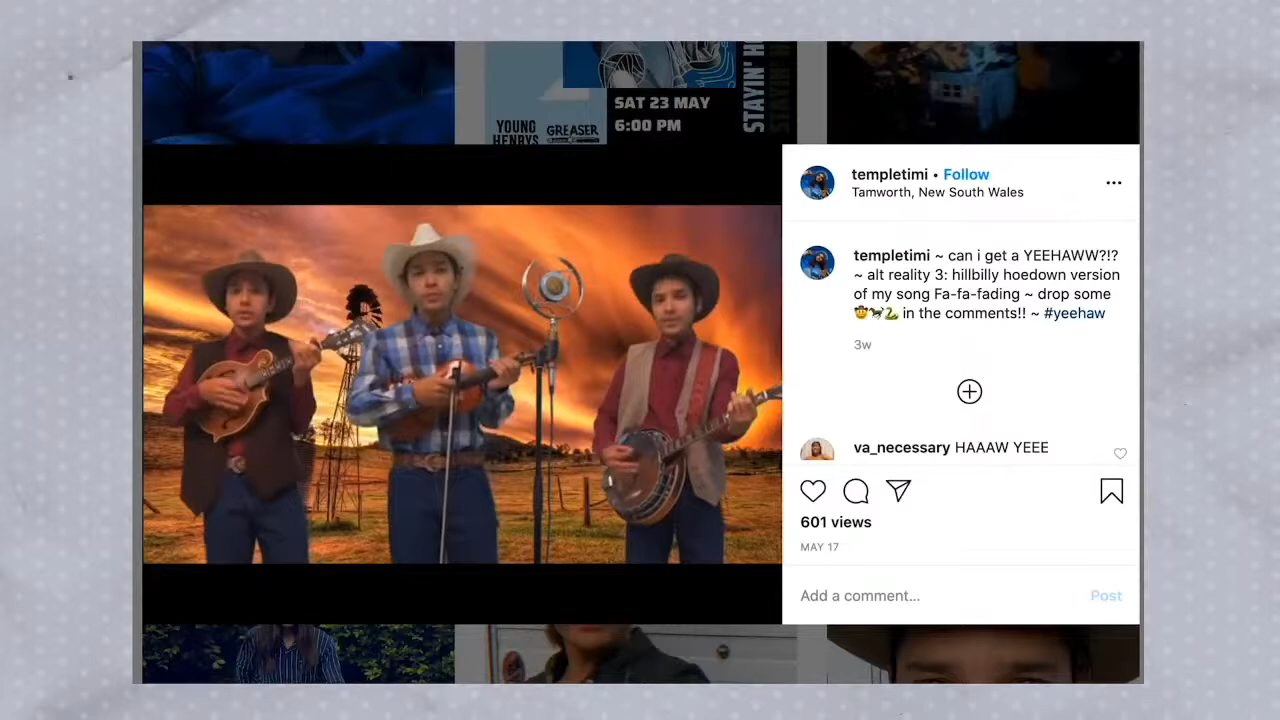 SAT 23 MAY
6:00 PM
YOUNG
HENRYS
GREASER
STAYIN' H
templetimi • Follow
Tamworth, New South Wales
templetimi ~ can i get a YEEHAWW?!?
~ alt reality 3: hillbilly hoedown version
of my song Fa-fa-fading ~ drop some
🤠🐎🐍 in the comments!! ~ #yeehaw
3w
va_necessary HAAAW YEEE
601 views
MAY 17
Add a comment...
Post